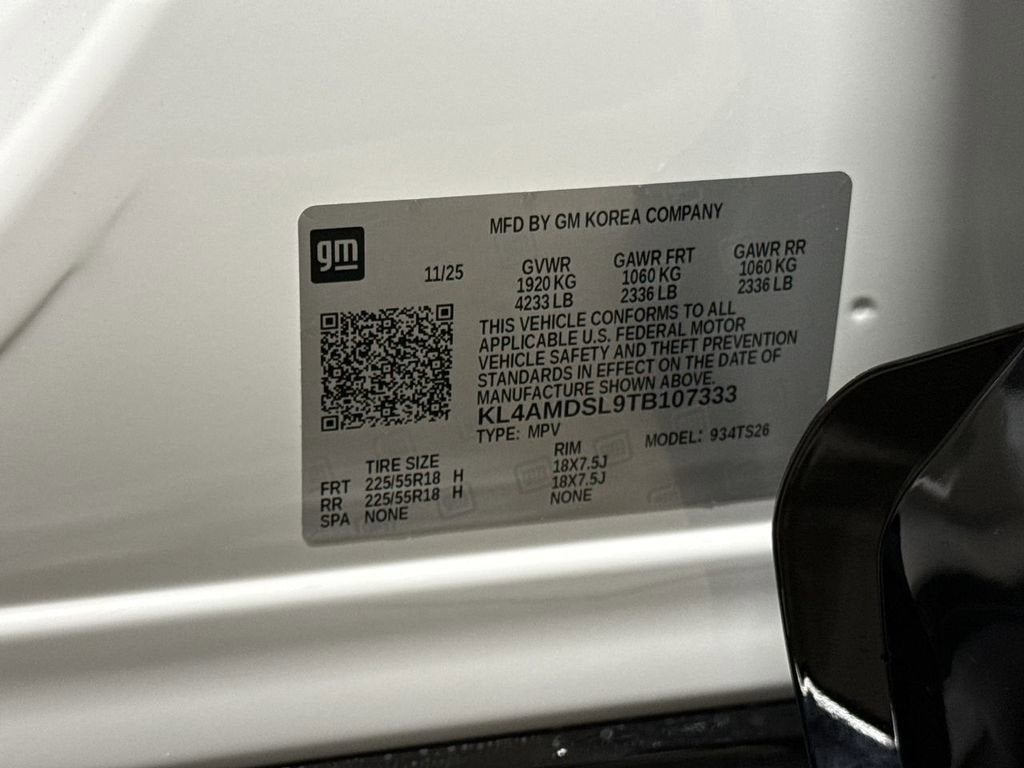 MFD BY GM KOREA COMPANY
gm
11/25
GVWR GAWR FRT GAWR RR
1920 KG 1060 KG 1060 KG
4233 LB 2336 LB 2336 LB
THIS VEHICLE CONFORMS TO ALL
APPLICABLE U.S. FEDERAL MOTOR
VEHICLE SAFETY AND THEFT PREVENTION
STANDARDS IN EFFECT ON THE DATE OF
MANUFACTURE SHOWN ABOVE.
KL4AMDSL9TB107333
TYPE: MPV MODEL: 934TS26
TIRE SIZE RIM
FRT 225/55R18 H 18X7.5J
RR 225/55R18 H 18X7.5J
SPA NONE NONE